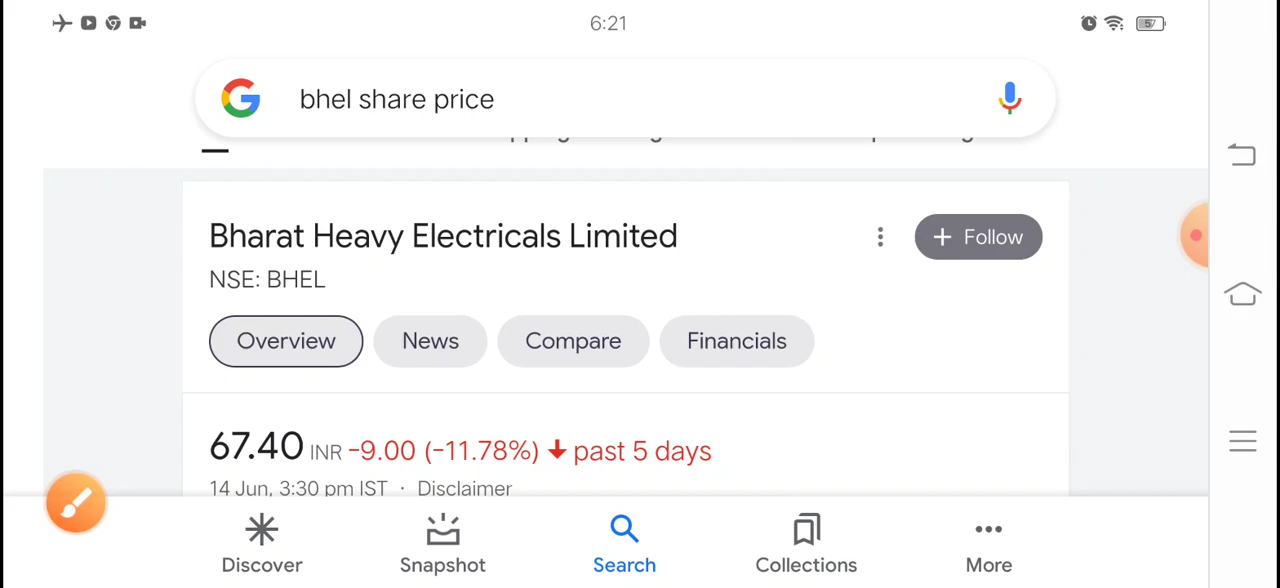 6:21
57
bhel share price
Bharat Heavy Electricals Limited
+ Follow
NSE: BHEL
Overview News Compare Financials
67.40 INR -9.00 (-11.78%) ↓ past 5 days
14 Jun, 3:30 pm IST · Disclaimer
Discover Snapshot Search Collections More